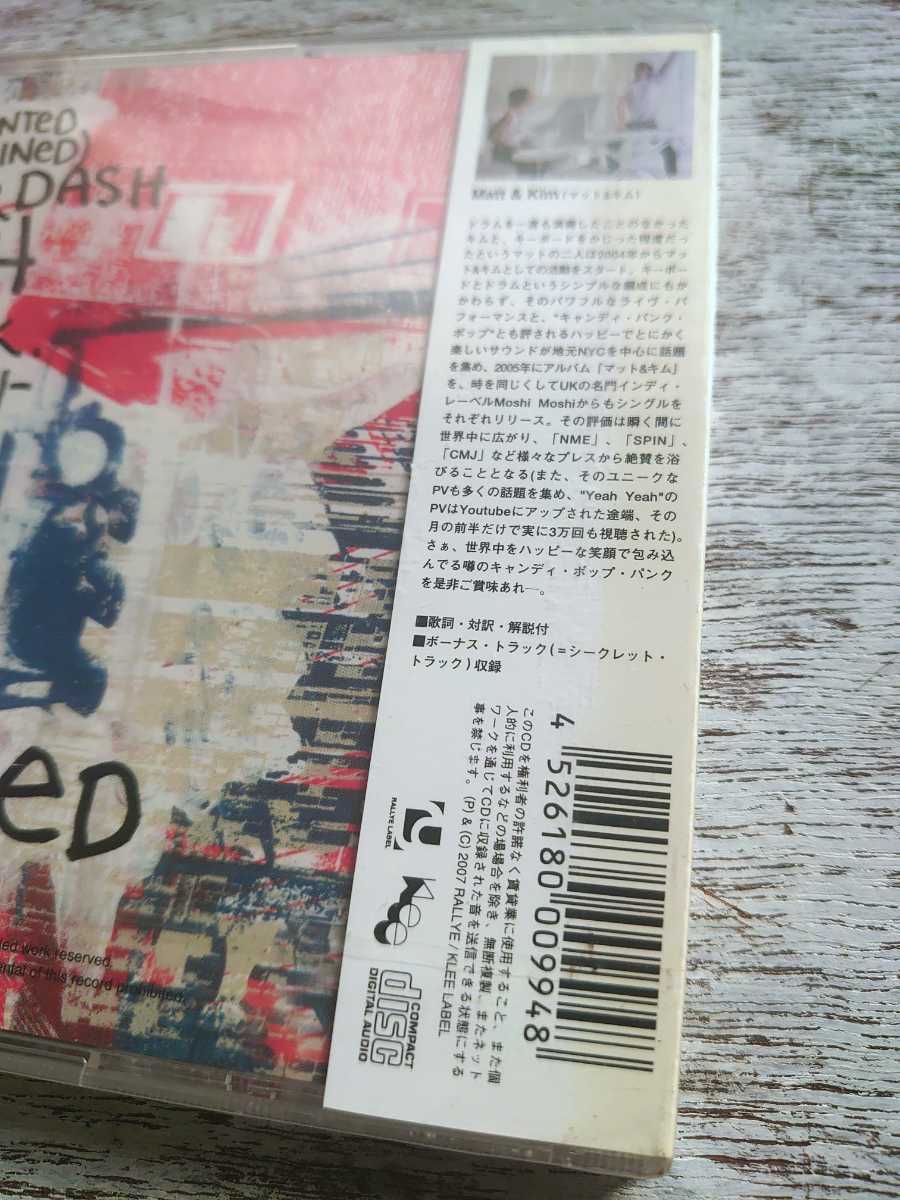 NTED
INED)
DASH
H
eD
ed work reserved.
ental of this record prohibited.
Matt & Kim (マット&キム)
ドラムを一度も演奏したことのなかった
キムと、キーボードをかじった程度だっ
たというマットの二人は2004年からマッ
ト&キムとしての活動をスタート。キーボー
ドとドラムというシンプルな編成にもか
かわらず、そのパワフルなライヴ・パ
フォーマンスと、"キャンディ・パンク・
ポップ"とも評されるハッピーでとにかく
楽しいサウンドが地元NYCを中心に話題
を集め、2005年にアルバム「マット&キム」
を、時を同じくしてUKの名門インディ・
レーベルMoshi Moshiからもシングルを
それぞれリリース。その評価は瞬く間に
世界中に広がり、「NME」、「SPIN」、
「CMJ」など様々なプレスから絶賛を浴
びることとなる(また、そのユニークな
PVも多くの話題を集め、"Yeah Yeah"の
PVはYoutubeにアップされた途端、その
月の前半だけで実に3万回も視聴された)。
さぁ、世界中をハッピーな笑顔で包み込
んでる噂のキャンディ・ポップ・パンク
を是非ご賞味あれ―。
■歌詞・対訳・解説付
■ボーナス・トラック(=シークレット・
トラック)収録
このCDを権利者の許諾なく賃貸業に使用すること、また個
人的に利用するなどの場場合を除き、無断複製、またネット
ワークを通じてCDに収録された音を送信できる状態にする
事を禁じます。(P) & (C) 2007 RALLYE / KLEE LABEL
RALLYE LABEL
Klee
COMPACT
disc
DIGITAL AUDIO
4 526180 009948